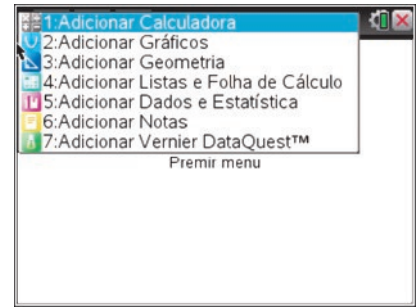 1:Adicionar Calculadora
2:Adicionar Gráficos
3:Adicionar Geometria
4:Adicionar Listas e Folha de Cálculo
5:Adicionar Dados e Estatística
6:Adicionar Notas
7:Adicionar Vernier DataQuest™
Premir menu